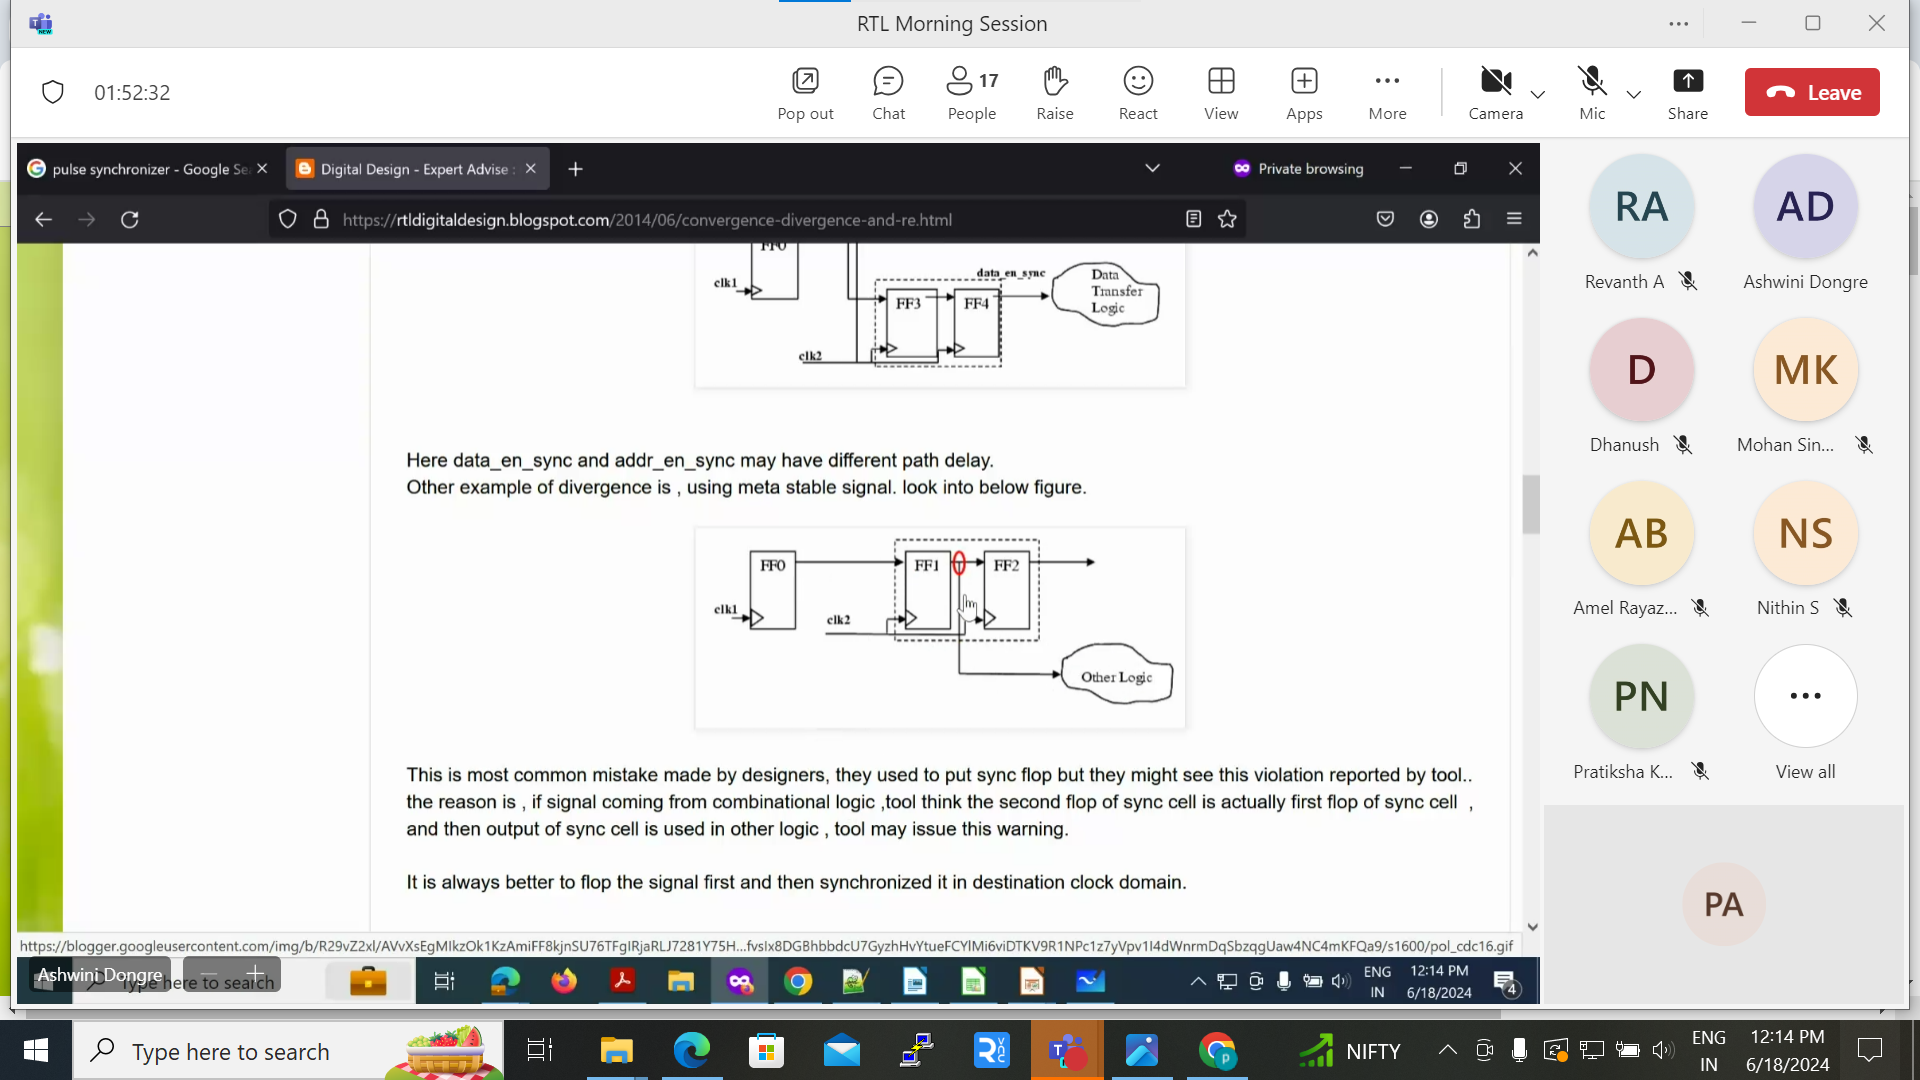 RTL Morning Session
01:52:32
Pop out
Chat
17
People
Raise
React
View
Apps
More
Camera
Mic
Share
Leave
pulse synchronizer - Google Se
Digital Design - Expert Advise :
Private browsing
https://rtldigitaldesign.blogspot.com/2014/06/convergence-divergence-and-re.html
FF0
clk1
data_en_sync
Data
Transfer
Logic
FF3
FF4
clk2
Here data_en_sync and addr_en_sync may have different path delay.
Other example of divergence is , using meta stable signal. look into below figure.
FF0
FF1
FF2
clk1
clk2
Other Logic
This is most common mistake made by designers, they used to put sync flop but they might see this violation reported by tool..
the reason is , if signal coming from combinational logic ,tool think the second flop of sync cell is actually first flop of sync cell ,
and then output of sync cell is used in other logic , tool may issue this warning.
It is always better to flop the signal first and then synchronized it in destination clock domain.
https://blogger.googleusercontent.com/img/b/R29vZ2xl/AVvXsEgMIkzOk1KzAmiFF8kjnSU76TFgIRjaRLJ7281Y75H...fvsIx8DGBhbbdcU7GyzhHvYtueFCYlMi6viDTKV9R1NPc1z7yVpv1I4dWnrmDqSbzqgUaw4NC4mKFQa9/s1600/pol_cdc16.gif
Ashwini Dongre
Type here to search
ENG
IN
12:14 PM
6/18/2024
4
RA
Revanth A
AD
Ashwini Dongre
D
Dhanush
MK
Mohan Sin...
AB
Amel Rayaz...
NS
Nithin S
PN
Pratiksha K...
View all
PA
Type here to search
NIFTY
ENG
IN
12:14 PM
6/18/2024